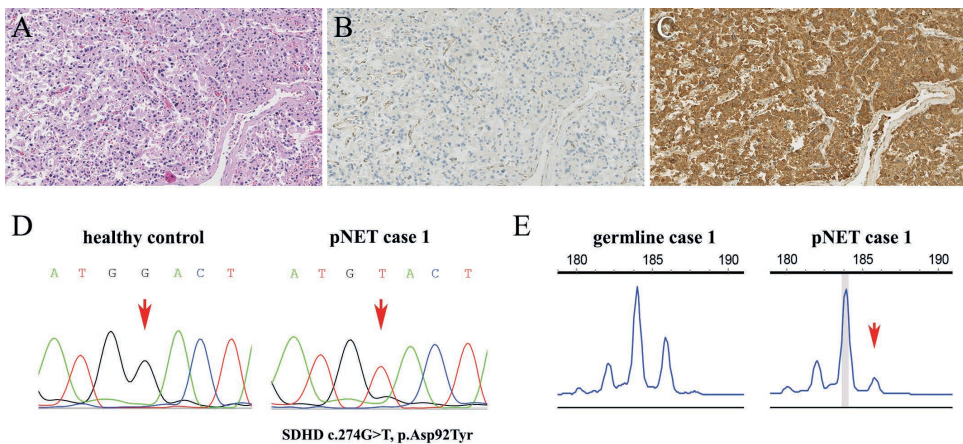 A B C
D E
healthy control pNET case 1 germline case 1 pNET case 1
A T G G A C T A T G T A C T 180 185 190 180 185 190
SDHD c.274G>T, p.Asp92Tyr